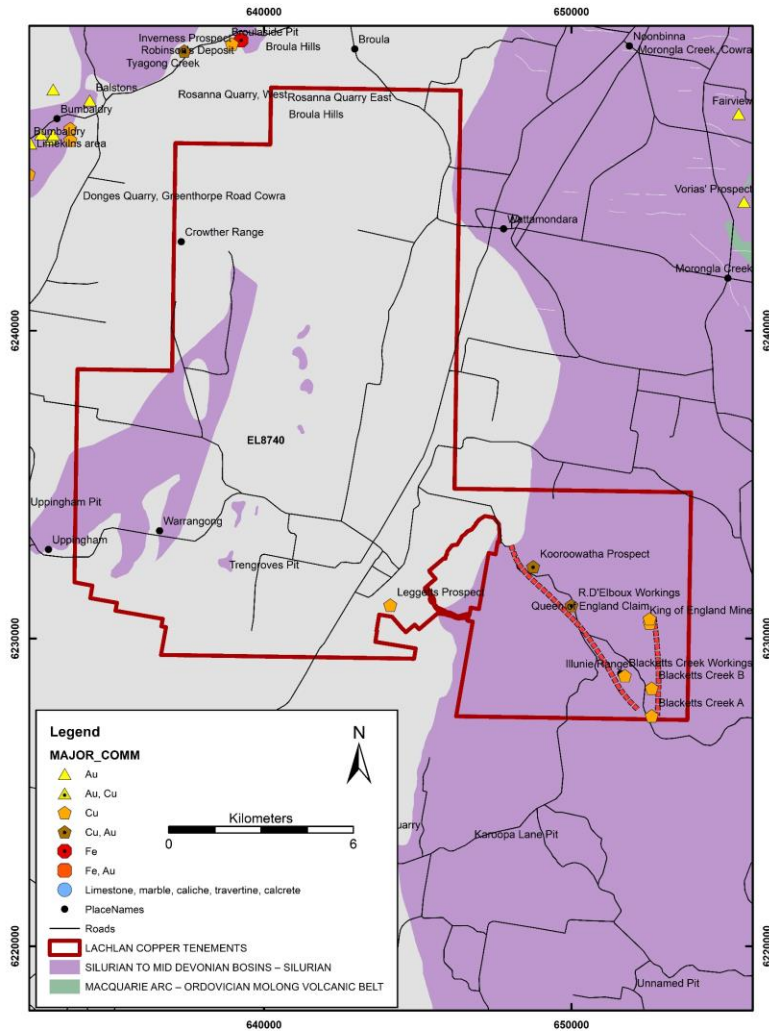 640000
650000
Inverness Prospect
Broulaside Pit
Robinson's Deposit
Broula Hills
Broula
Tyagong Creek
Noonbinna
Morongla Creek, Cowra
Balstons
Rosanna Quarry, West
Rosanna Quarry East
Fairview
Bumbaldry
Broula Hills
Bumbaldry
Limekilns area
Donges Quarry, Greenthorpe Road Cowra
Vorias' Prospect
Wattamondara
Crowther Range
Morongla Creek
6240000
6240000
EL8740
Uppingham Pit
Warrangong
Uppingham
Trengroves Pit
Kooroowatha Prospect
Leggetts Prospect
R.D'Elboux Workings
Queen of England Claim
King of England Mine
6230000
6230000
Illunie Range
Blacketts Creek Workings
Blacketts Creek B
Blacketts Creek A
Legend
MAJOR_COMM
Au
Au, Cu
Cu
Cu, Au
Fe
Fe, Au
Limestone, marble, caliche, travertine, calcrete
PlaceNames
Roads
LACHLAN COPPER TENEMENTS
SILURIAN TO MID DEVONIAN BOSINS – SILURIAN
MACQUARIE ARC – ORDOVICIAN MOLONG VOLCANIC BELT
N
Kilometers
0
6
Karoopa Lane Pit
6220000
6220000
Unnamed Pit
640000
650000